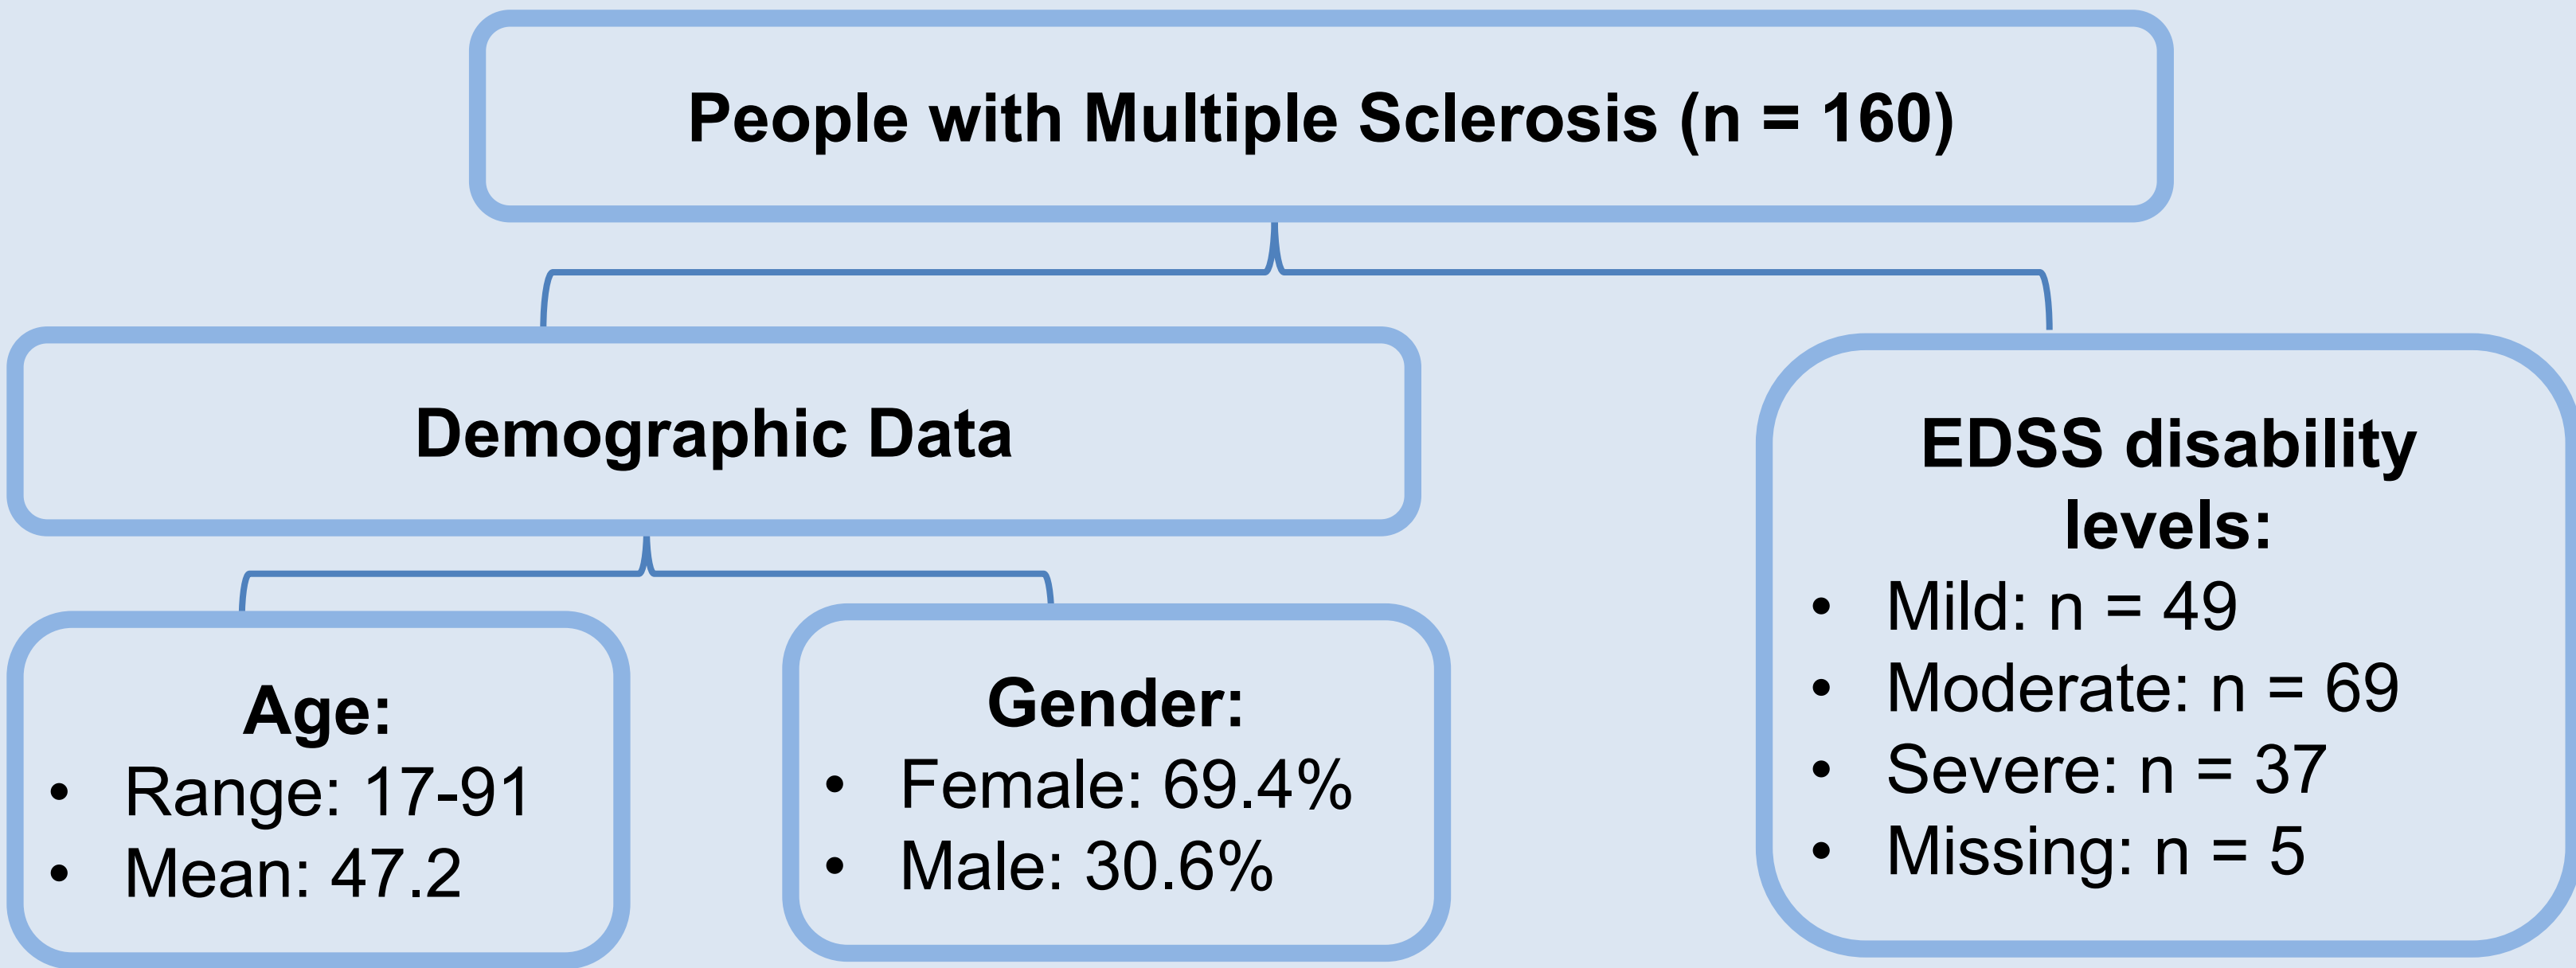 People with Multiple Sclerosis (n = 160)
Demographic Data
Age:
• Range: 17-91
• Mean: 47.2
Gender:
• Female: 69.4%
• Male: 30.6%
EDSS disability
levels:
• Mild: n = 49
• Moderate: n = 69
• Severe: n = 37
• Missing: n = 5